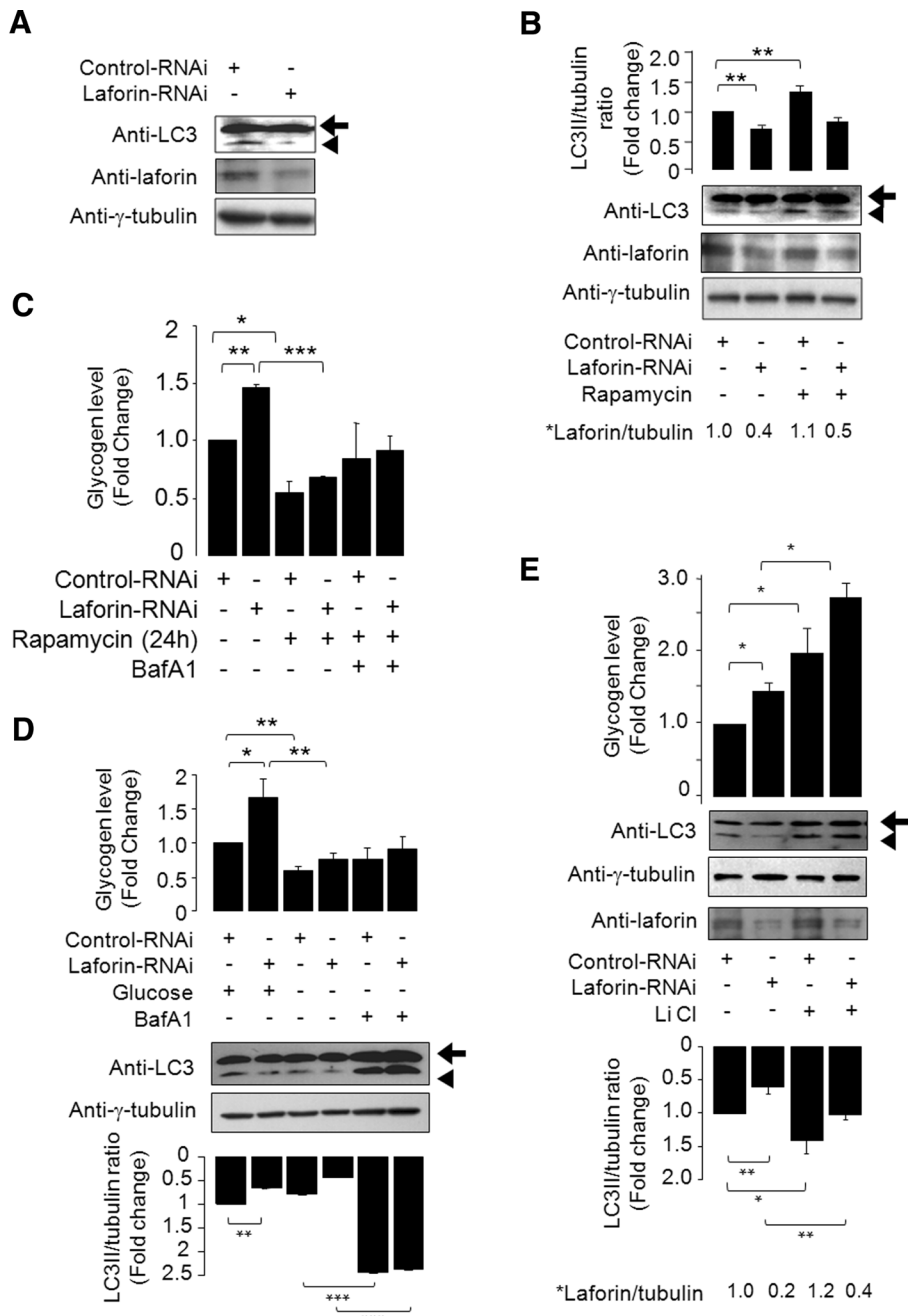 A
Control-RNAi + -
Laforin-RNAi - +
Anti-LC3
Anti-laforin
Anti-γ-tubulin
B
LC3II/tubulin
ratio
(Fold change)
2.0
1.5
1.0
0.5
0
** **
Anti-LC3
Anti-laforin
Anti-γ-tubulin
Control-RNAi + - + -
Laforin-RNAi - + - +
Rapamycin - - + +
*Laforin/tubulin 1.0 0.4 1.1 0.5
C
Glycogen level
(Fold Change)
2
1.5
1.0
0.5
0
*
** ***
Control-RNAi + - + - + -
Laforin-RNAi - + - + - +
Rapamycin (24h) - - + + + +
BafA1 - - - - + +
D
Glycogen level
(Fold Change)
2
1.5
1.0
0.5
0
**
* **
Control-RNAi + - + - + -
Laforin-RNAi - + - + - +
Glucose + + - - - -
BafA1 - - - - + +
Anti-LC3
Anti-γ-tubulin
LC3II/tubulin ratio
(Fold change)
0
0.5
1
1.5
2.0
2.5
**
***
E
Glycogen level
(Fold Change)
3.0
2.0
1.0
0
*
*
*
Anti-LC3
Anti-γ-tubulin
Anti-laforin
Control-RNAi + - + -
Laforin-RNAi - + - +
Li Cl - - + +
LC3II/tubulin ratio
(Fold change)
0
0.5
1.0
1.5
2.0
**
*
**
*Laforin/tubulin 1.0 0.2 1.2 0.4